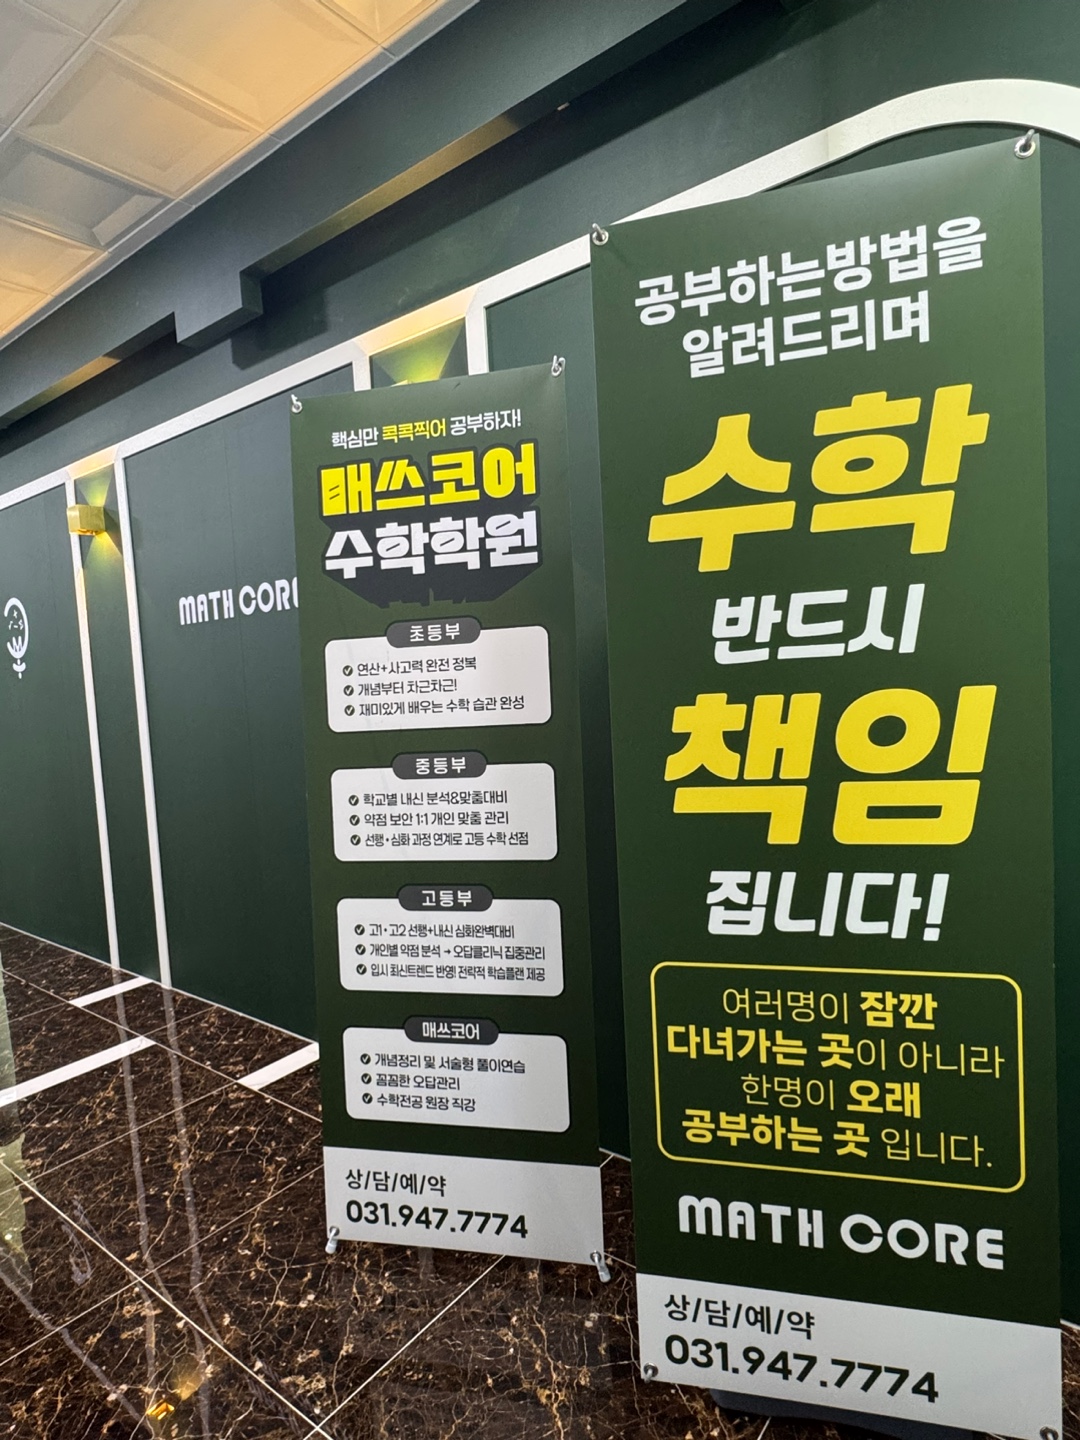 MATH CORE
핵심만 콕콕찍어 공부하자!
매쓰코어
수학학원
초등부
연산+사고력 완전 정복
개념부터 차근차근!
재미있게 배우는 수학 습관 완성
중등부
학교별 내신 분석&맞춤대비
약점 보안 1:1 개인 맞춤 관리
선행·심화 과정 연계로 고등 수학 선점
고등부
고1·고2 선행+내신 심화완벽대비
개인별 약점 분석 → 오답클리닉 집중관리
입시 최신트렌드 반영! 전략적 학습플랜 제공
매쓰코어
개념정리 및 서술형 풀이연습
꼼꼼한 오답관리
수학전공 원장 직강
상/담/예/약
031.947.7774
공부하는방법을
알려드리며
수학
반드시
책임
집니다!
여러명이 잠깐
다녀가는 곳이 아니라
한명이 오래
공부하는 곳 입니다.
MATH CORE
상/담/예/약
031.947.7774